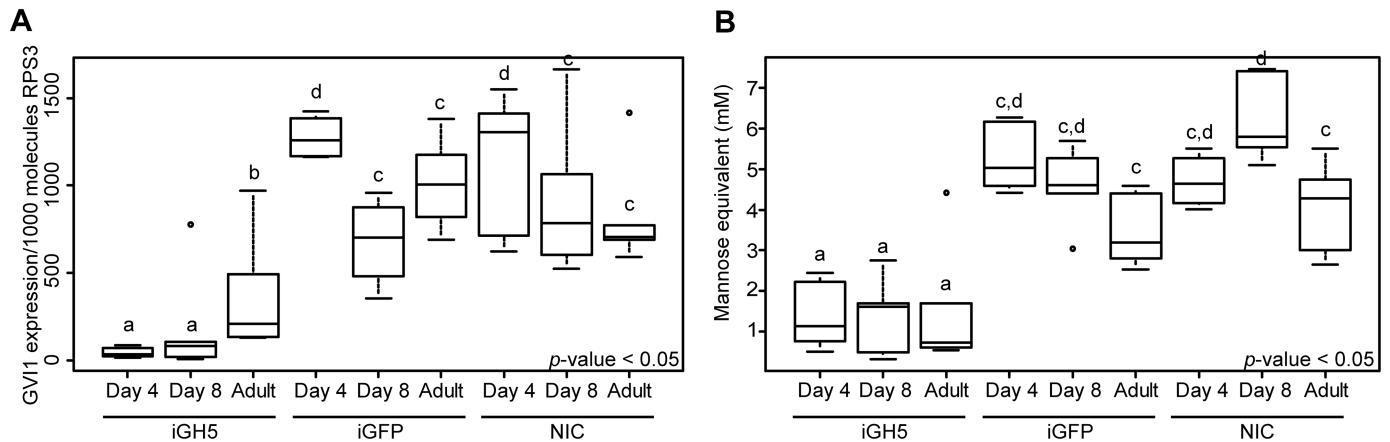 A
GVI1 expression/1000 molecules RPS3
0
500
1000
1500
a
a
b
d
c
c
d
c
c
p-value < 0.05
Day 4 Day 8 Adult Day 4 Day 8 Adult Day 4 Day 8 Adult
iGH5 iGFP NIC
B
Mannose equivalent (mM)
7
6
5
4
3
2
1
a
a
a
c,d
c,d
c
c,d
d
c
p-value < 0.05
Day 4 Day 8 Adult Day 4 Day 8 Adult Day 4 Day 8 Adult
iGH5 iGFP NIC